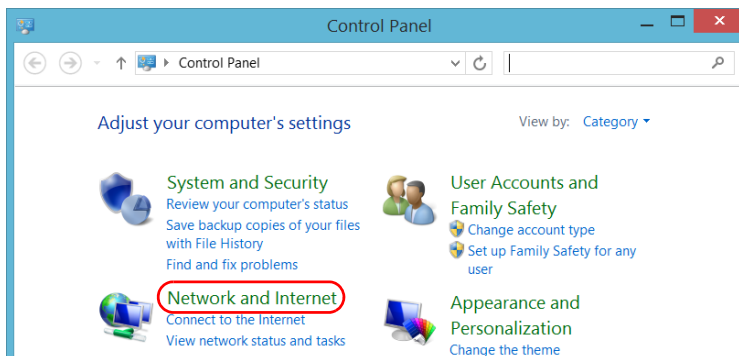 Control Panel
Control Panel
Adjust your computer's settings
View by: Category
System and Security
Review your computer's status
Save backup copies of your files
with File History
Find and fix problems
Network and Internet
Connect to the Internet
View network status and tasks
User Accounts and
Family Safety
Change account type
Set up Family Safety for any
user
Appearance and
Personalization
Change the theme